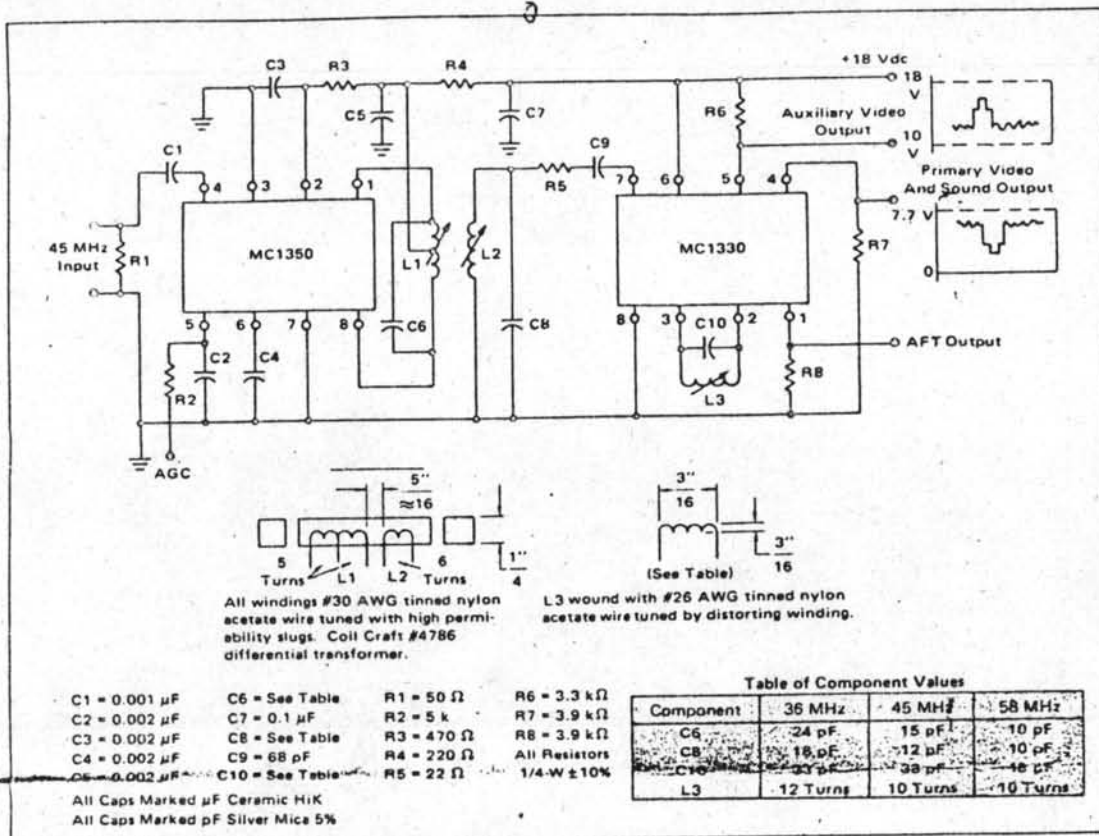 C3 R3 R4 +18 Vdc 18 V
C5 C7 R6 Auxiliary Video Output 10 V
C1 C9 R5
4 3 2 1 7 6 5 4
Primary Video And Sound Output
7.7 V
0
45 MHz Input R1 MC1350 L1 L2 MC1330 R7
C6 C8
5 6 7 8 8 3 2 1
C10
R2 C2 C4 L3 R8 AFT Output
AGC
5" ≈16
3" 16
5 6
Turns L1 L2 Turns
1" 4
3" 16
(See Table)
All windings #30 AWG tinned nylon
acetate wire tuned with high permi-
ability slugs. Coil Craft #4786
differential transformer.
L3 wound with #26 AWG tinned nylon
acetate wire tuned by distorting winding.
C1 = 0.001 µF C6 = See Table R1 = 50 Ω R6 = 3.3 kΩ
C2 = 0.002 µF C7 = 0.1 µF R2 = 5 k R7 = 3.9 kΩ
C3 = 0.002 µF C8 = See Table R3 = 470 Ω R8 = 3.9 kΩ
C4 = 0.002 µF C9 = 68 pF R4 = 220 Ω All Resistors
C5 = 0.002 µF C10 = See Table R5 = 22 Ω 1/4-W ±10%
All Caps Marked µF Ceramic HiK
All Caps Marked pF Silver Mica 5%
Table of Component Values
Component 36 MHz 45 MHz 58 MHz
C6 24 pF 15 pF 10 pF
C8 18 pF 12 pF 10 pF
C10 33 pF 33 pF
L3 12 Turns 10 Turns 10 Turns